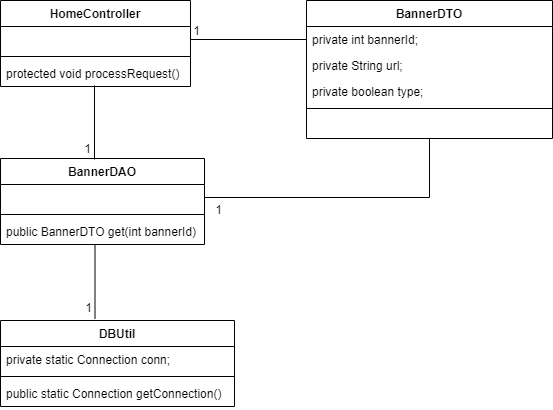 HomeController
protected void processRequest()
1
BannerDTO
private int bannerId;
private String url;
private boolean type;
1
BannerDAO
public BannerDTO get(int bannerId)
1
1
DBUtil
private static Connection conn;
public static Connection getConnection()